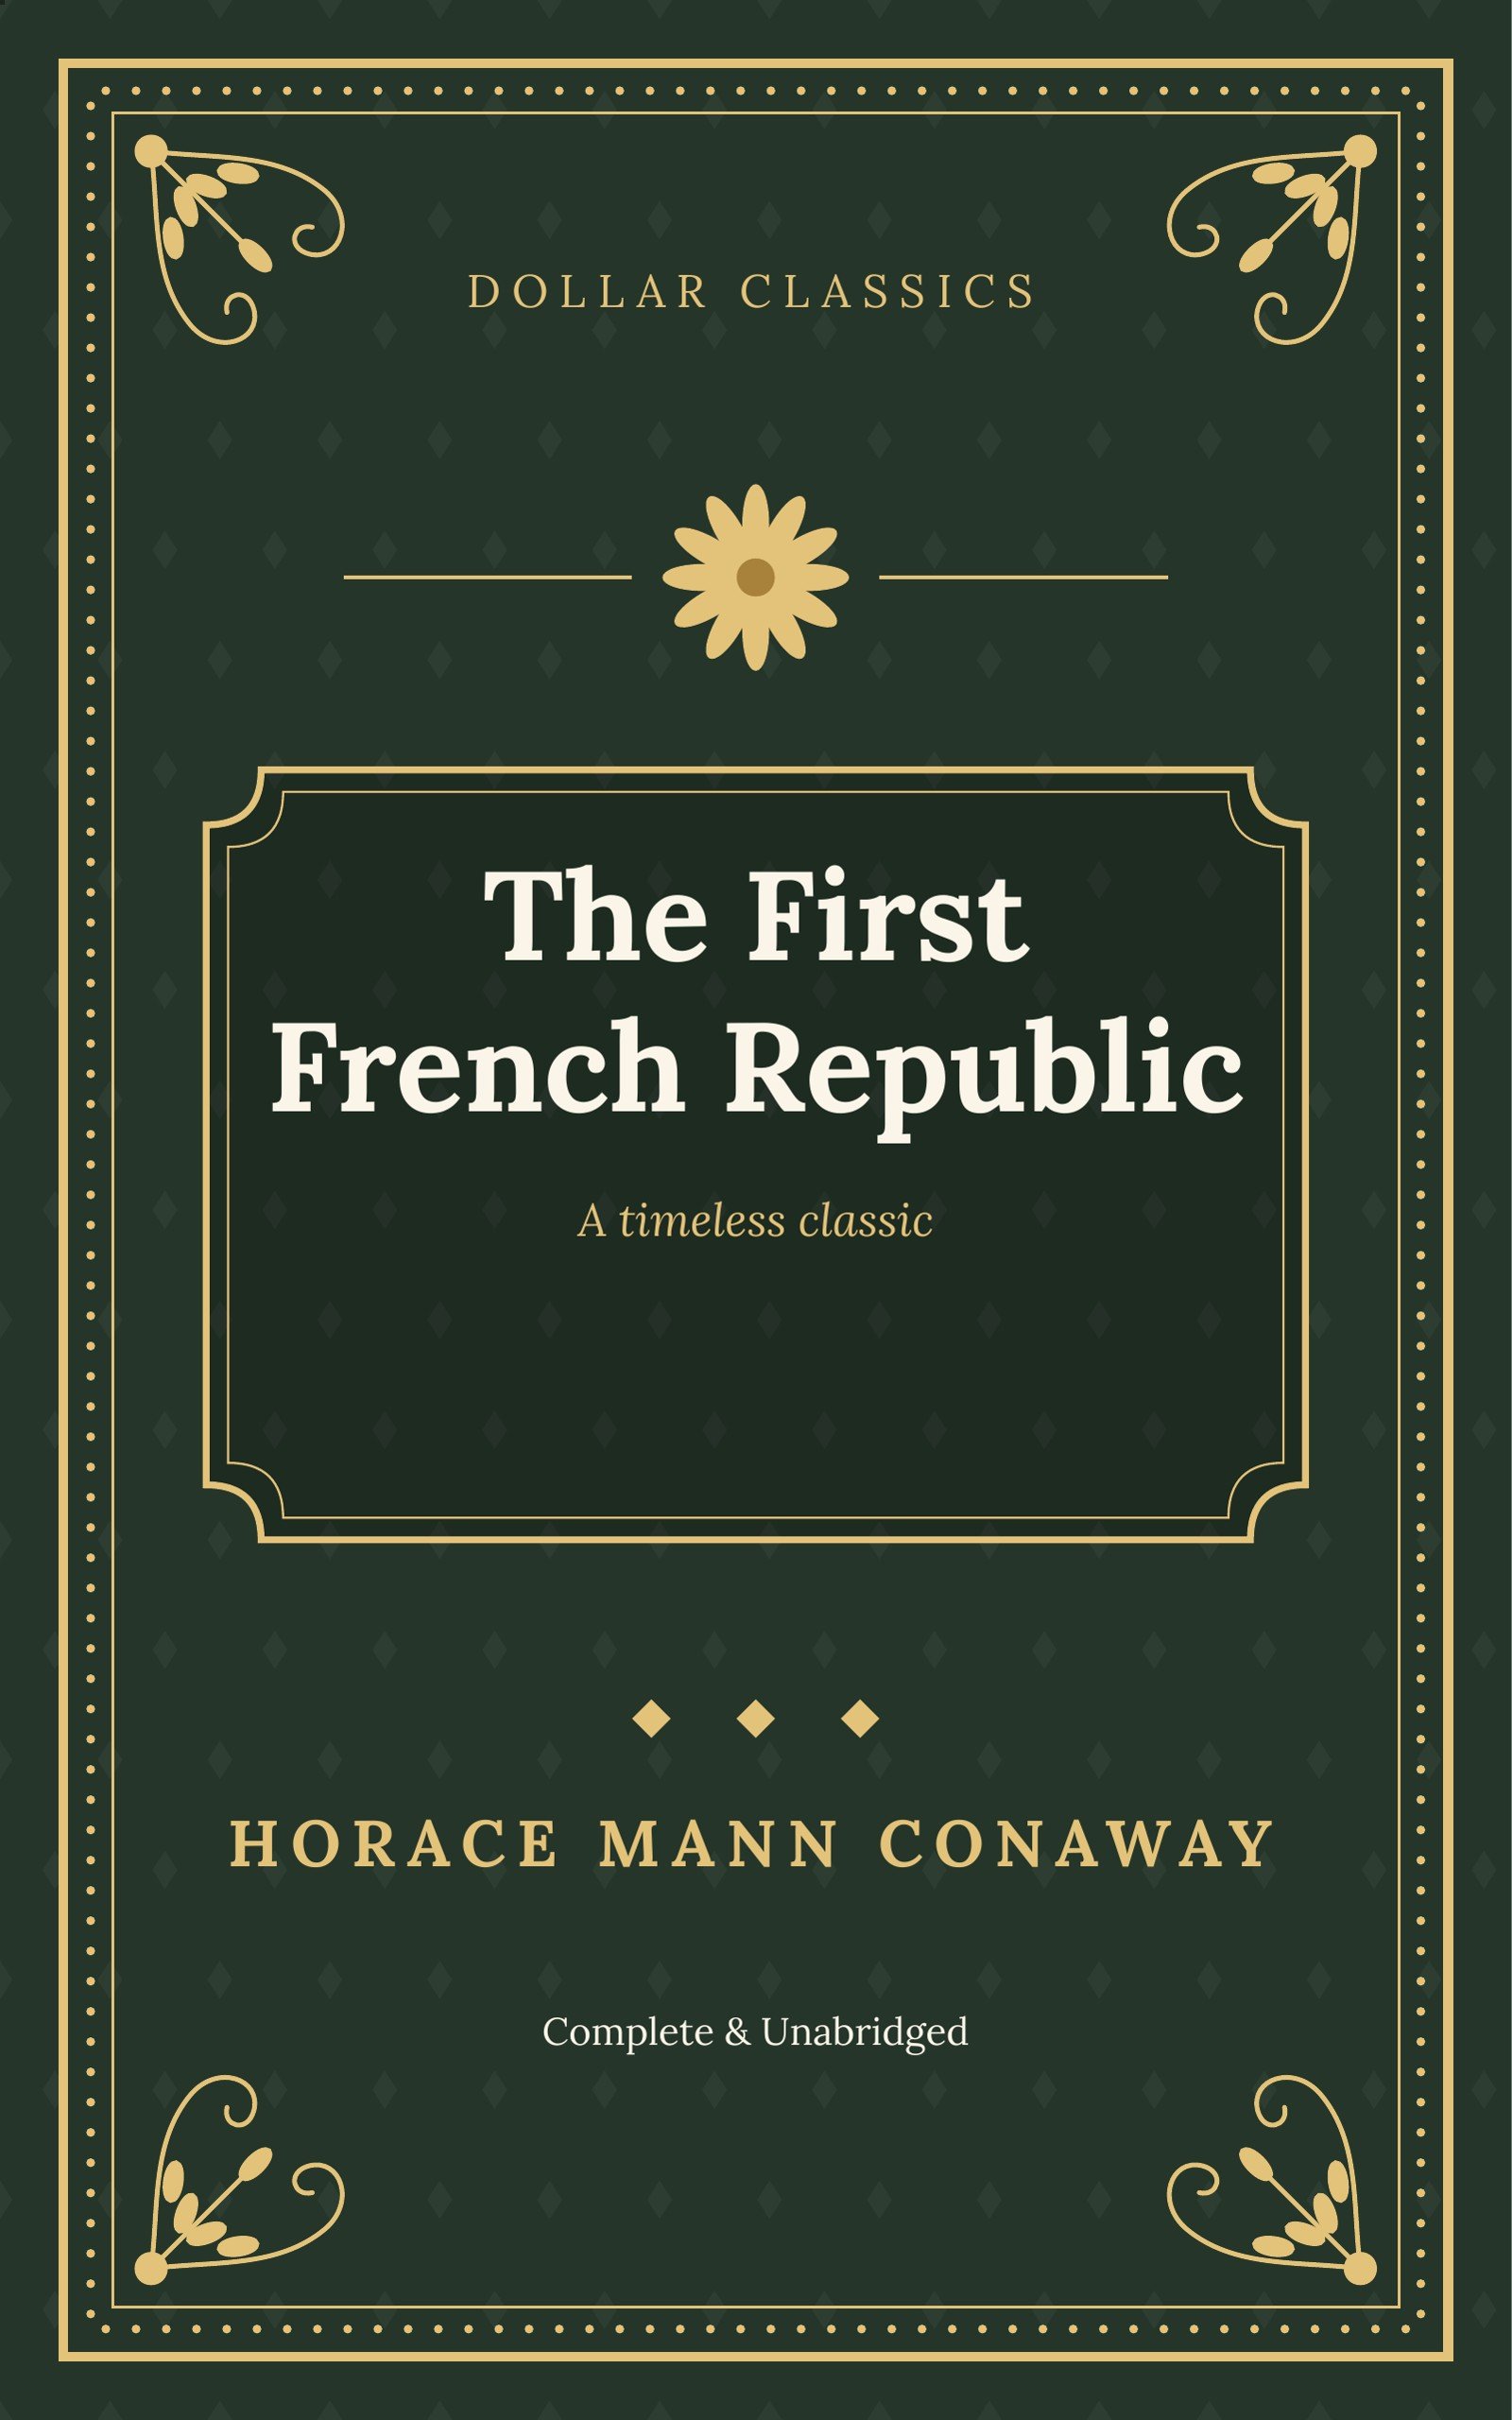 DOLLAR CLASSICS
The First
French Republic
A timeless classic
HORACE MANN CONAWAY
Complete & Unabridged